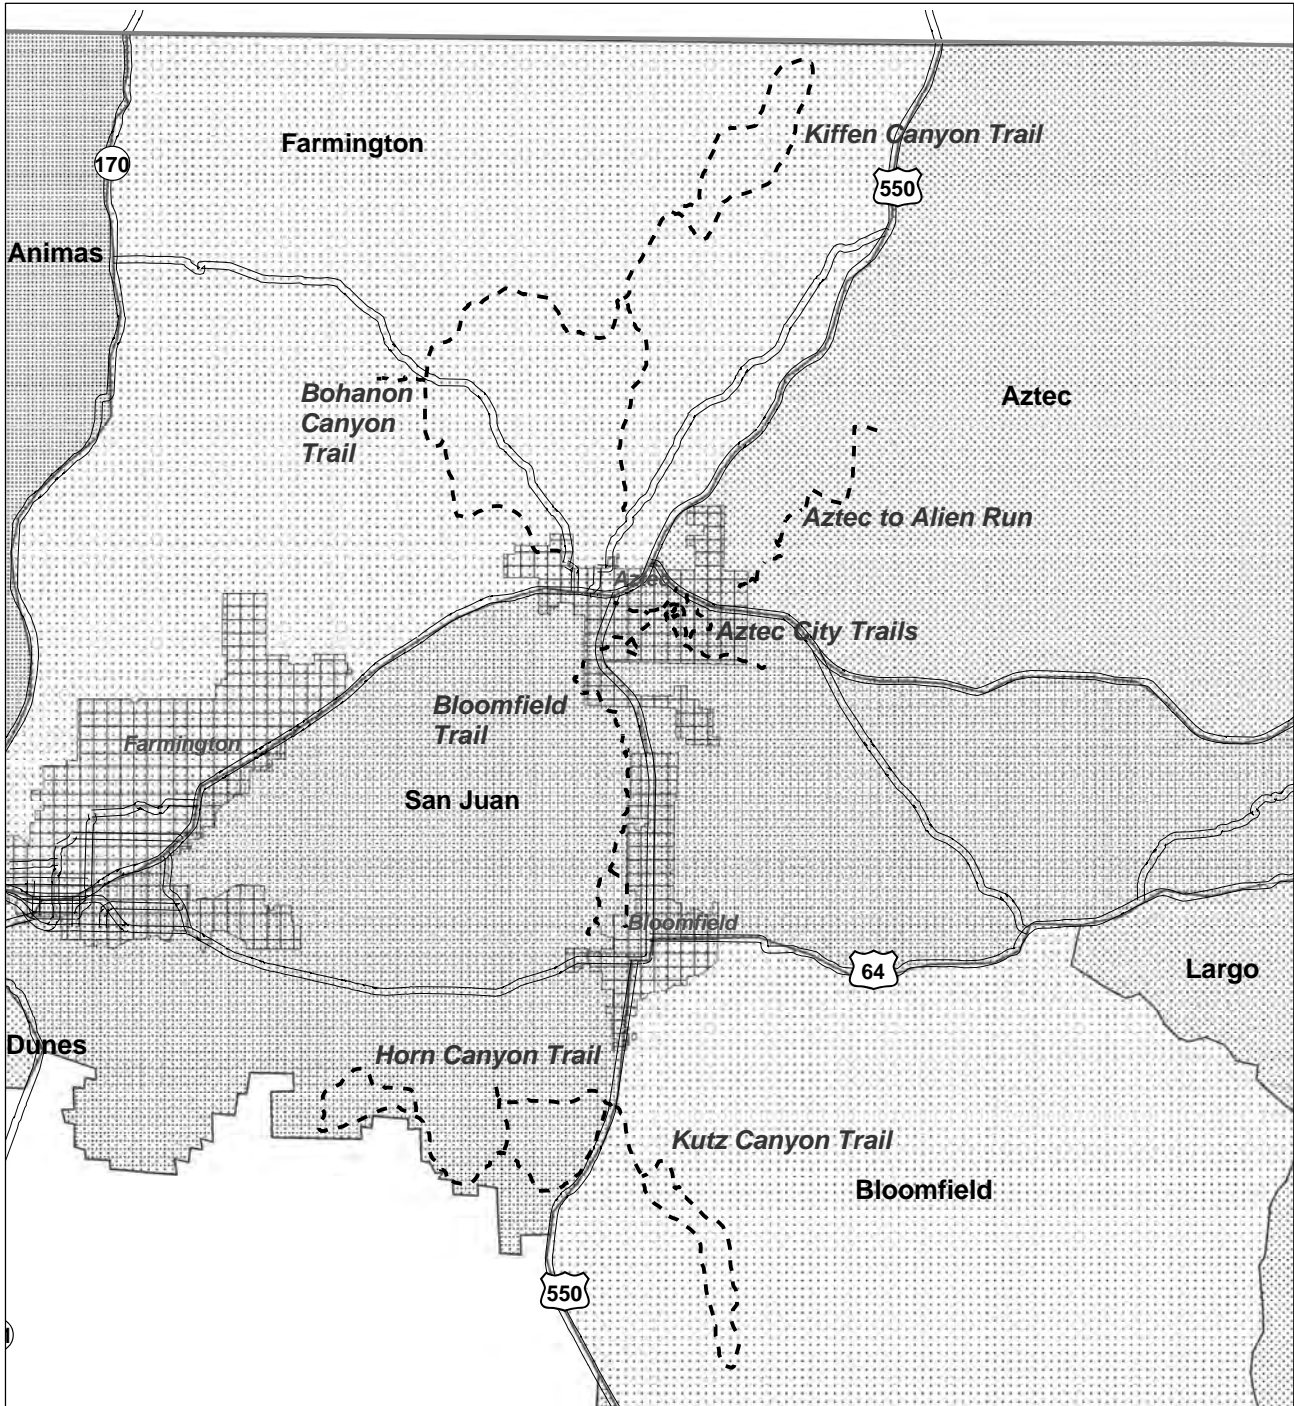 Kiffen Canyon Trail
Farmington
170
550
Animas
Bohanon
Canyon
Trail
Aztec
Aztec to Alien Run
Aztec
Aztec City Trails
Bloomfield
Trail
Farmington
San Juan
Bloomfield
64
Largo
Dunes
Horn Canyon Trail
Kutz Canyon Trail
Bloomfield
550